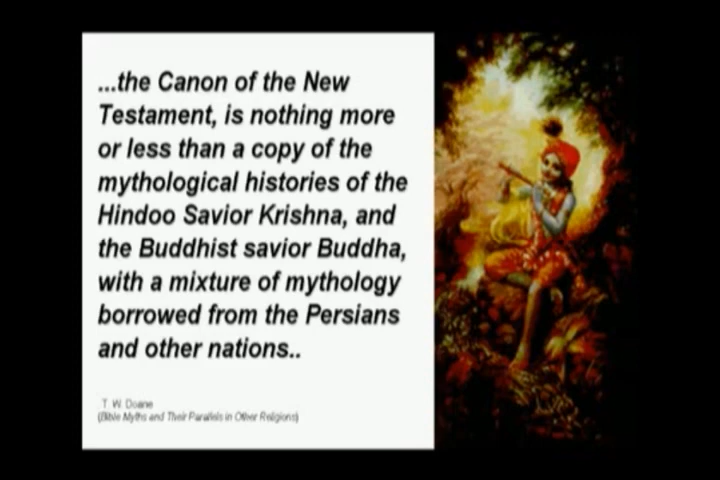 ...the Canon of the New
Testament, is nothing more
or less than a copy of the
mythological histories of the
Hindoo Savior Krishna, and
the Buddhist savior Buddha,
with a mixture of mythology
borrowed from the Persians
and other nations..
T. W. Doane
(Bible Myths and Their Parallels in Other Religions)